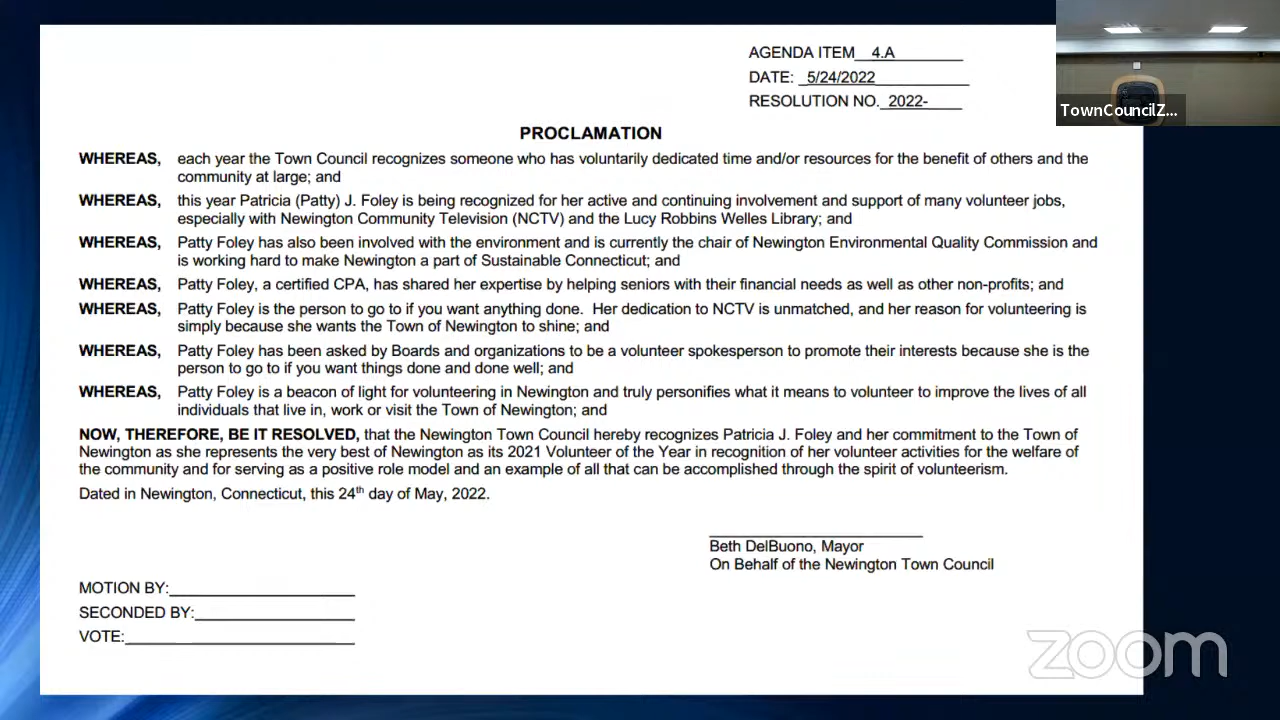 AGENDA ITEM 4.A
DATE: 5/24/2022
RESOLUTION NO. 2022-
TownCouncilZ...
PROCLAMATION
WHEREAS, each year the Town Council recognizes someone who has voluntarily dedicated time and/or resources for the benefit of others and the
community at large; and
WHEREAS, this year Patricia (Patty) J. Foley is being recognized for her active and continuing involvement and support of many volunteer jobs,
especially with Newington Community Television (NCTV) and the Lucy Robbins Welles Library; and
WHEREAS, Patty Foley has also been involved with the environment and is currently the chair of Newington Environmental Quality Commission and
is working hard to make Newington a part of Sustainable Connecticut; and
WHEREAS, Patty Foley, a certified CPA, has shared her expertise by helping seniors with their financial needs as well as other non-profits; and
WHEREAS, Patty Foley is the person to go to if you want anything done. Her dedication to NCTV is unmatched, and her reason for volunteering is
simply because she wants the Town of Newington to shine; and
WHEREAS, Patty Foley has been asked by Boards and organizations to be a volunteer spokesperson to promote their interests because she is the
person to go to if you want things done and done well; and
WHEREAS, Patty Foley is a beacon of light for volunteering in Newington and truly personifies what it means to volunteer to improve the lives of all
individuals that live in, work or visit the Town of Newington; and
NOW, THEREFORE, BE IT RESOLVED, that the Newington Town Council hereby recognizes Patricia J. Foley and her commitment to the Town of
Newington as she represents the very best of Newington as its 2021 Volunteer of the Year in recognition of her volunteer activities for the welfare of
the community and for serving as a positive role model and an example of all that can be accomplished through the spirit of volunteerism.
Dated in Newington, Connecticut, this 24th day of May, 2022.
Beth DelBuono, Mayor
On Behalf of the Newington Town Council
MOTION BY:
SECONDED BY:
VOTE:
zoom